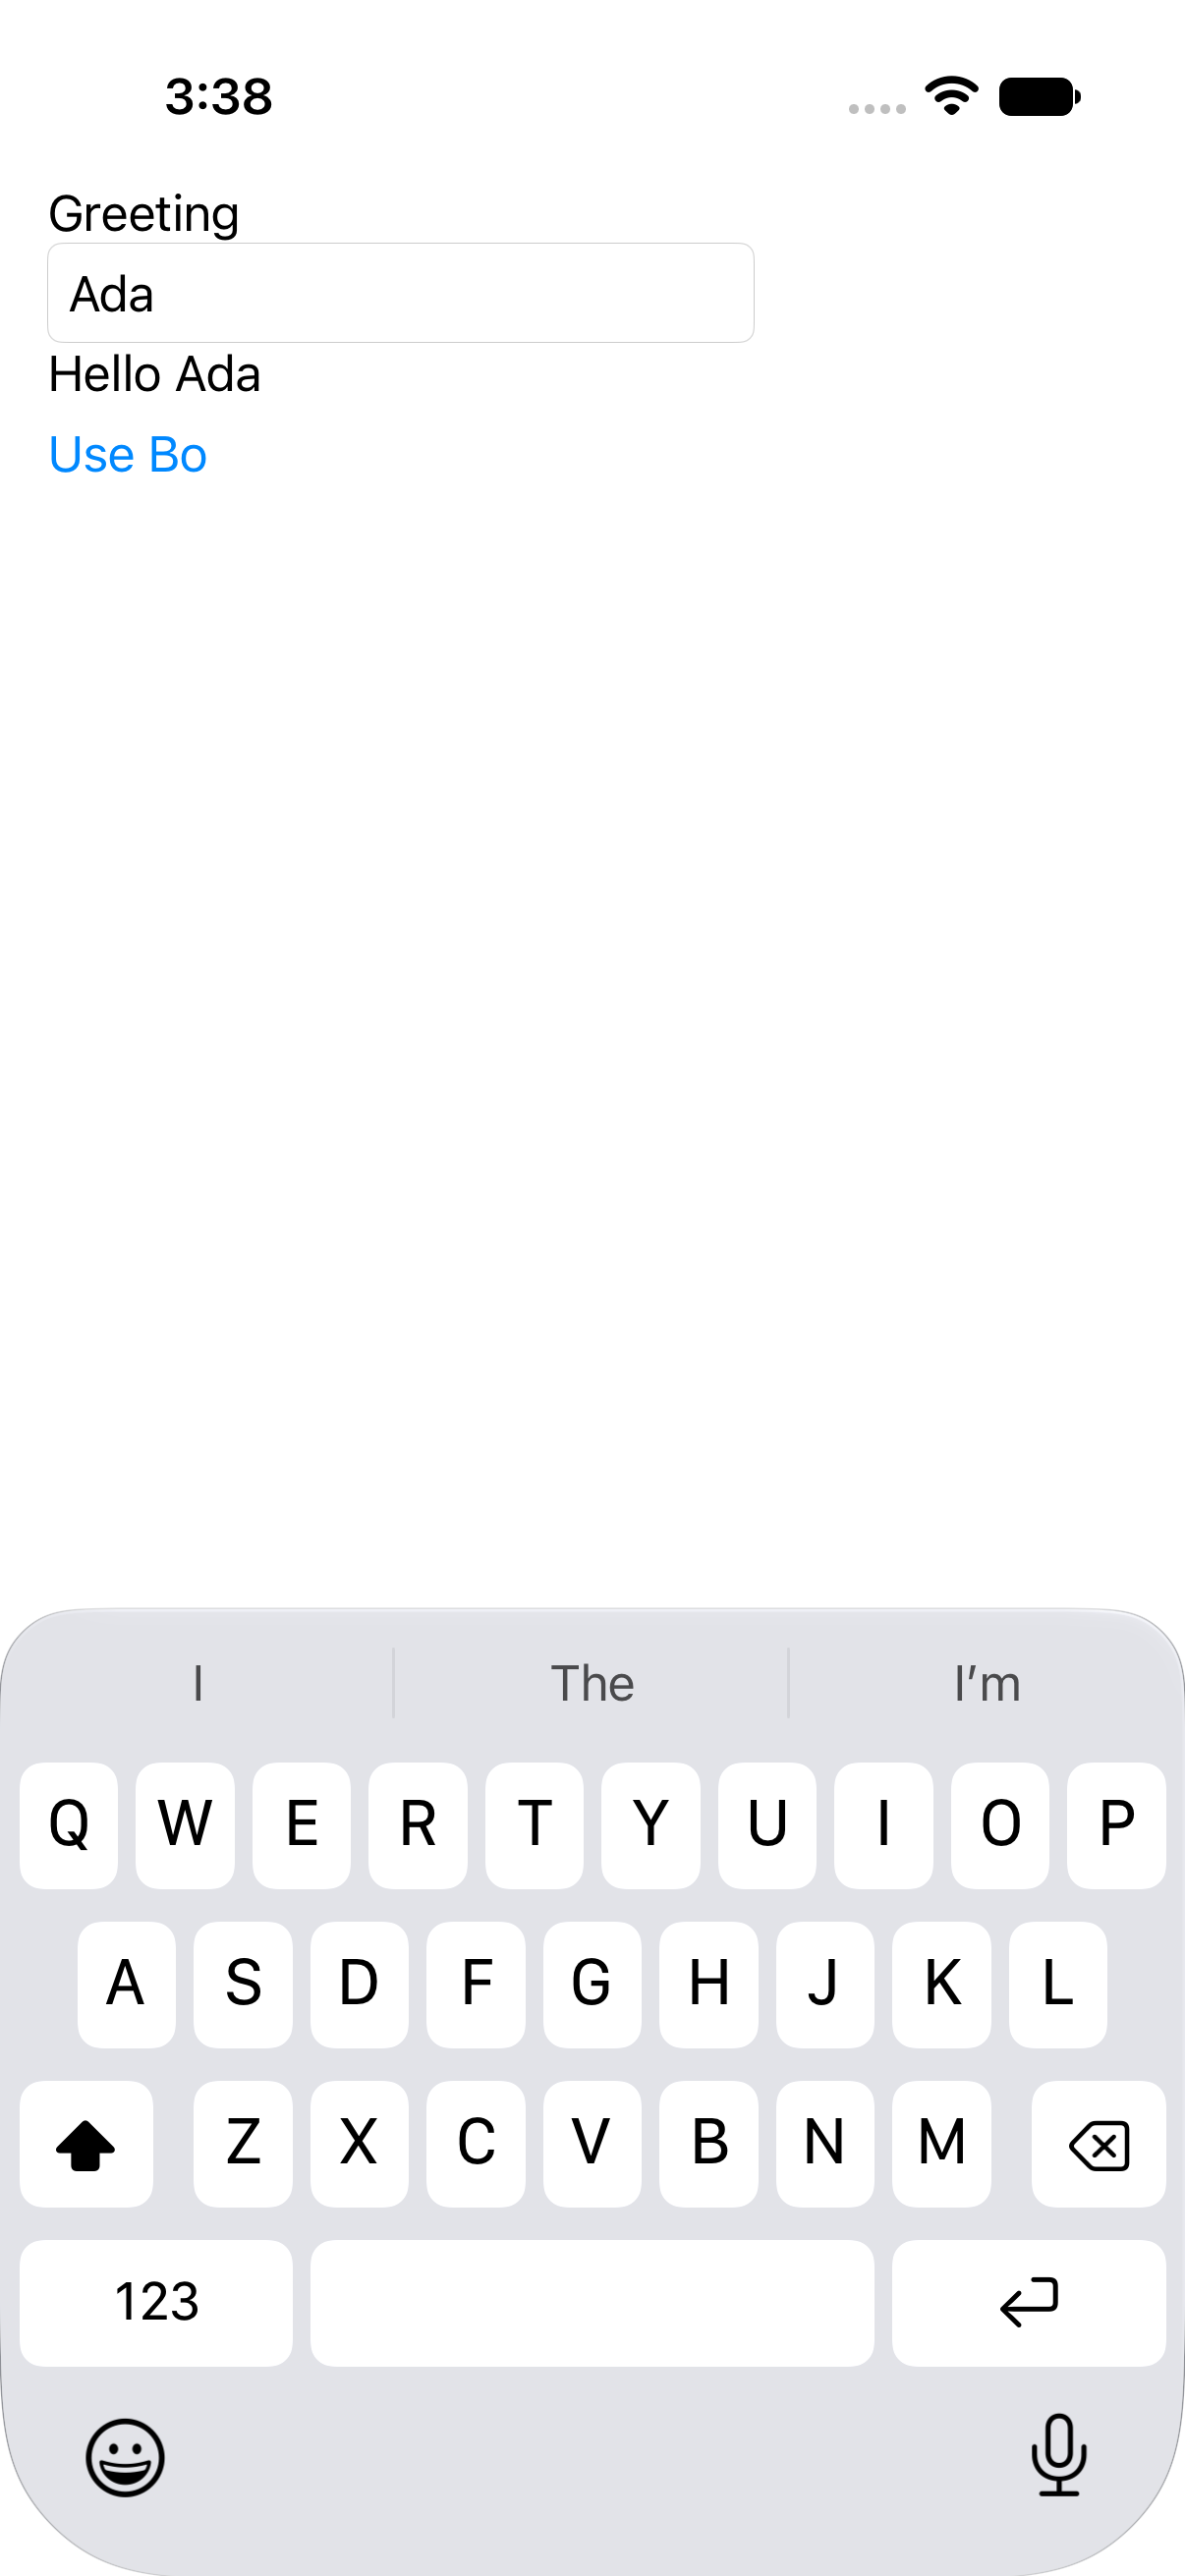 3:38
Greeting
Ada
Hello Ada
Use Bo
I The I’m
Q W E R T Y U I O P
A S D F G H J K L
Z X C V B N M
123